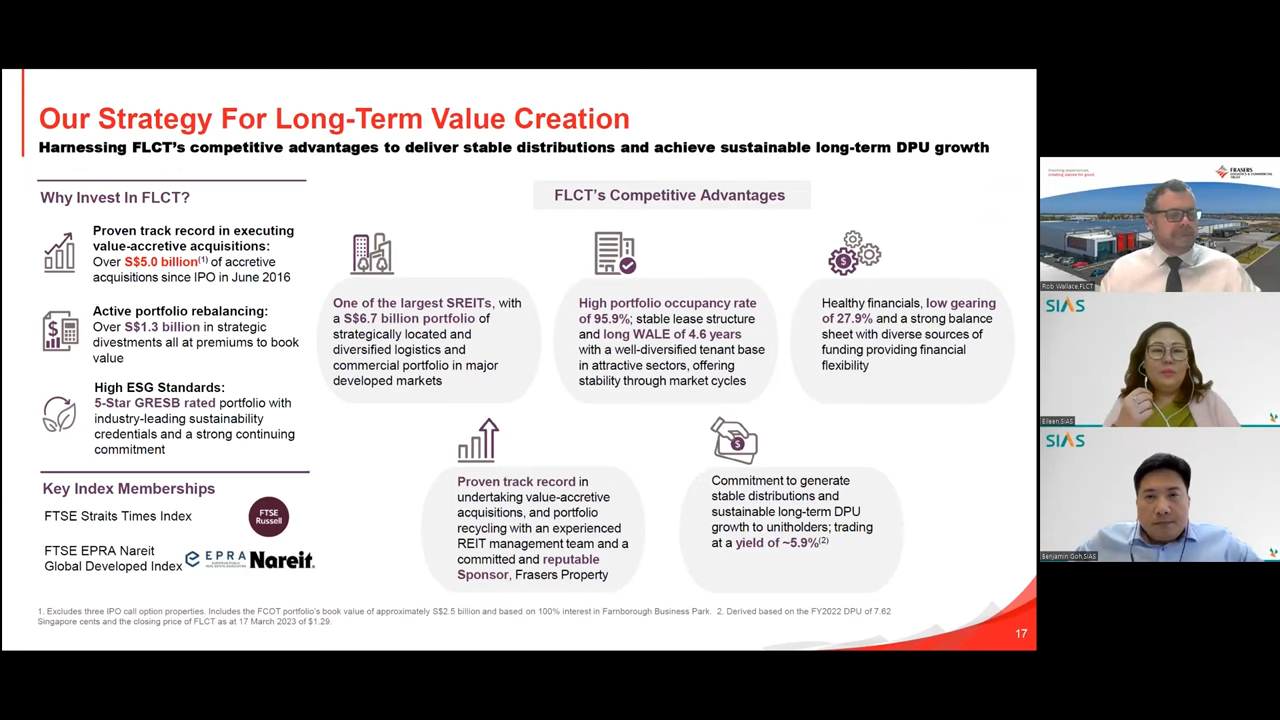 Our Strategy For Long-Term Value Creation
Harnessing FLCT's competitive advantages to deliver stable distributions and achieve sustainable long-term DPU growth
Why Invest In FLCT?
Proven track record in executing
value-accretive acquisitions:
Over S$5.0 billion(1) of accretive
acquisitions since IPO in June 2016
Active portfolio rebalancing:
Over S$1.3 billion in strategic
divestments all at premiums to book
value
High ESG Standards:
5-Star GRESB rated portfolio with
industry-leading sustainability
credentials and a strong continuing
commitment
Key Index Memberships
FTSE Straits Times Index
FTSE
Russell
FTSE EPRA Nareit
Global Developed Index
EPRA
Nareit.
FLCT's Competitive Advantages
One of the largest SREITs, with
a S$6.7 billion portfolio of
strategically located and
diversified logistics and
commercial portfolio in major
developed markets
High portfolio occupancy rate
of 95.9%; stable lease structure
and long WALE of 4.6 years
with a well-diversified tenant base
in attractive sectors, offering
stability through market cycles
Healthy financials, low gearing
of 27.9% and a strong balance
sheet with diverse sources of
funding providing financial
flexibility
Proven track record in
undertaking value-accretive
acquisitions, and portfolio
recycling with an experienced
REIT management team and a
committed and reputable
Sponsor, Frasers Property
Commitment to generate
stable distributions and
sustainable long-term DPU
growth to unitholders; trading
at a yield of ~5.9%(2)
1. Excludes three IPO call option properties. Includes the FCOT portfolio's book value of approximately S$2.5 billion and based on 100% interest in Farnborough Business Park. 2. Derived based on the FY2022 DPU of 7.62
Singapore cents and the closing price of FLCT as at 17 March 2023 of $1.29.
17
FRASERS
Rob Wallace,FLCT
SIAS
Eileen,SIAS
SIAS
Benjamin Goh,SIAS